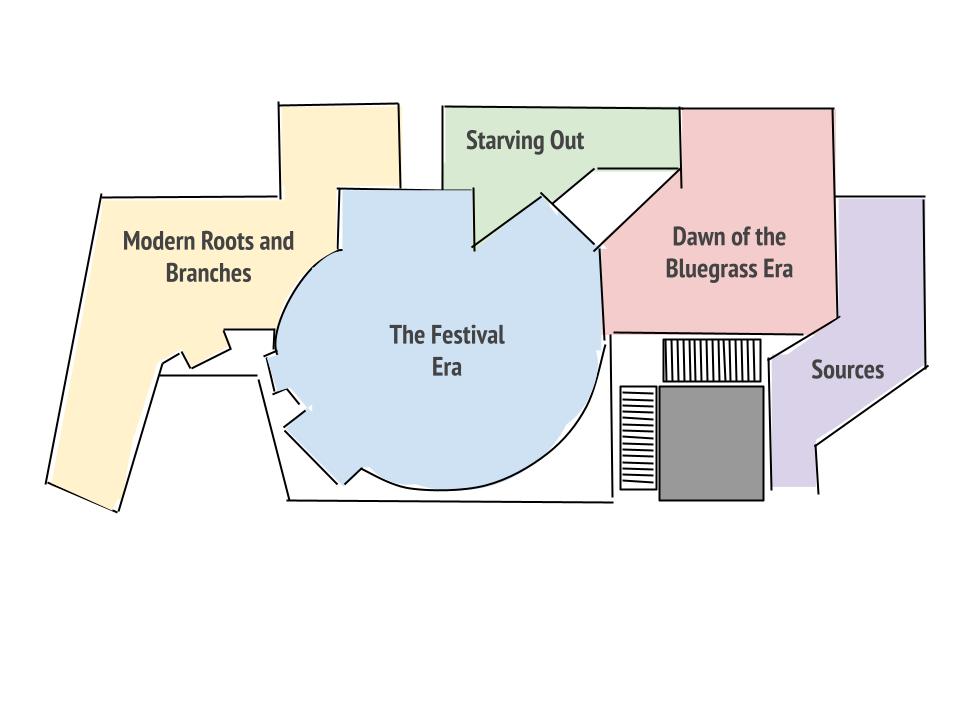 Starving Out
Modern Roots and
Branches
Dawn of the
Bluegrass Era
The Festival
Era
Sources